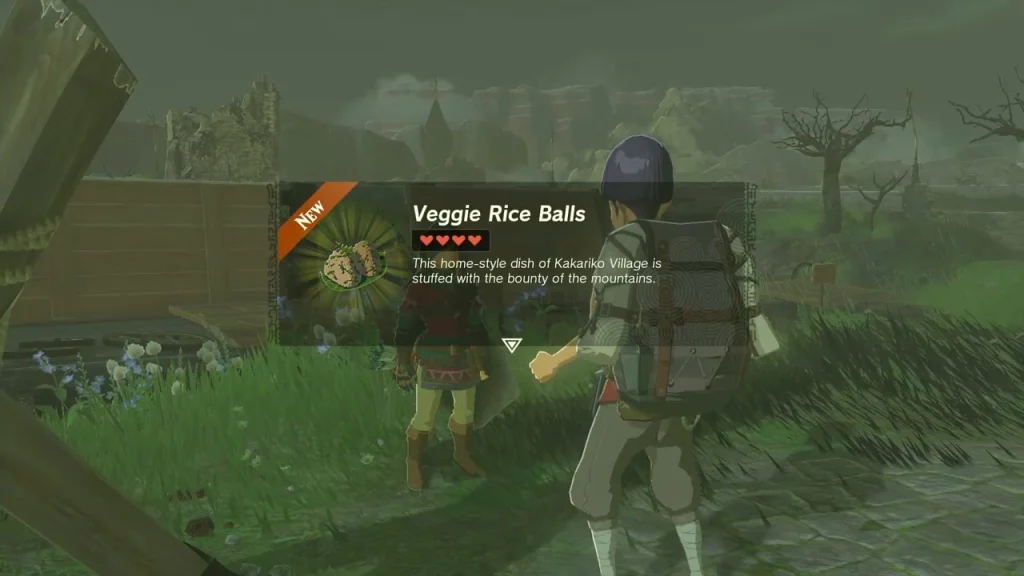 NEW
Veggie Rice Balls
This home-style dish of Kakariko Village is
stuffed with the bounty of the mountains.